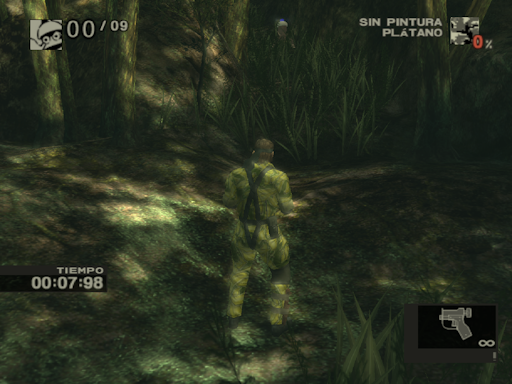 00/09
SIN PINTURA
PLÁTANO
0%
TIEMPO
00:07:98
∞